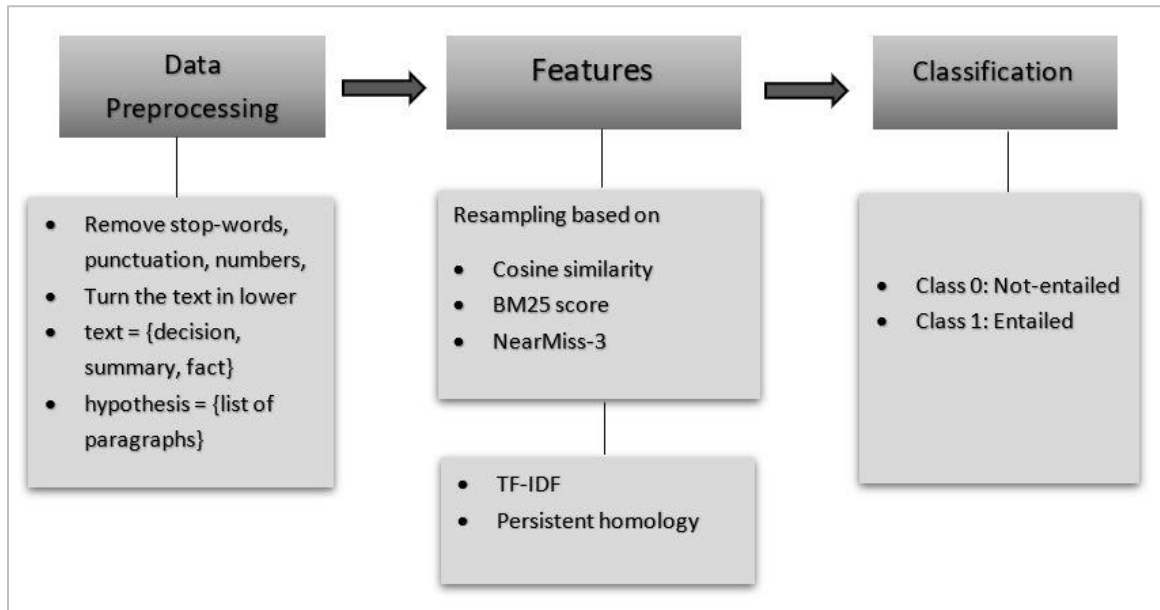 Data
Preprocessing
Features
Classification
• Remove stop-words,
punctuation, numbers,
• Turn the text in lower
• text = {decision,
summary, fact}
• hypothesis = {list of
paragraphs}
Resampling based on
• Cosine similarity
• BM25 score
• NearMiss-3
• TF-IDF
• Persistent homology
• Class 0: Not-entailed
• Class 1: Entailed